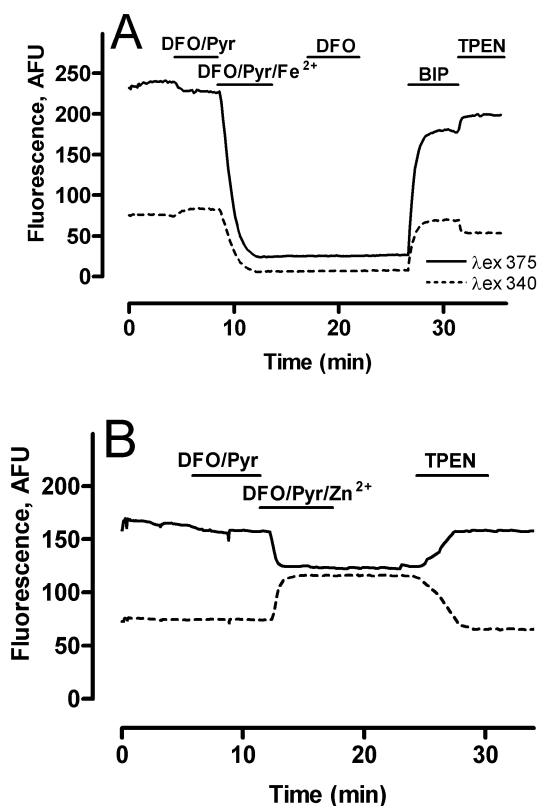 A
DFO/Pyr
DFO
TPEN
DFO/Pyr/Fe²⁺
BIP
Fluorescence, AFU
250
200
150
100
50
0
λex 375
λex 340
0
10
20
30
Time (min)
B
DFO/Pyr
TPEN
DFO/Pyr/Zn²⁺
Fluorescence, AFU
200
150
100
50
0
0
10
20
30
Time (min)